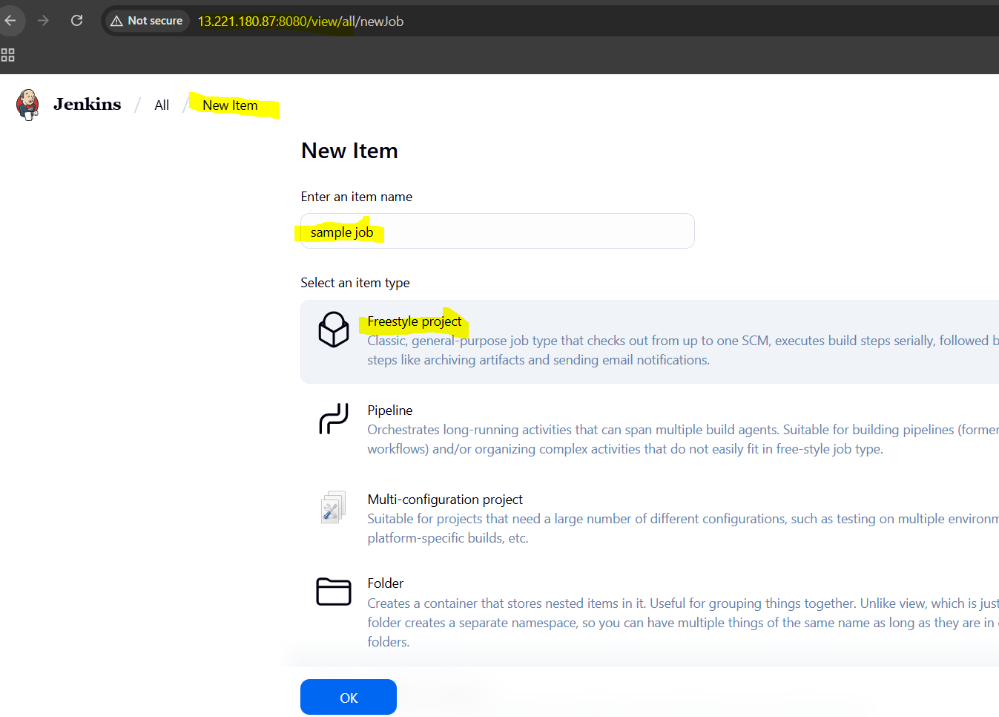 Not secure 13.221.180.87:8080/view/all/newJob
Jenkins / All / New Item
New Item
Enter an item name
sample job
Select an item type
Freestyle project
Classic, general-purpose job type that checks out from up to one SCM, executes build steps serially, followed
steps like archiving artifacts and sending email notifications.
Pipeline
Orchestrates long-running activities that can span multiple build agents. Suitable for building pipelines
workflows) and/or organizing complex activities that do not easily fit in free-style job type.
Multi-configuration project
Suitable for projects that need a large number of different configurations, such as testing on multiple
platform-specific builds, etc.
Folder
Creates a container that stores nested items in it. Useful for grouping things together. Unlike view, which is just
folder creates a separate namespace, so you can have multiple things of the same name as long as they are in
folders.
OK